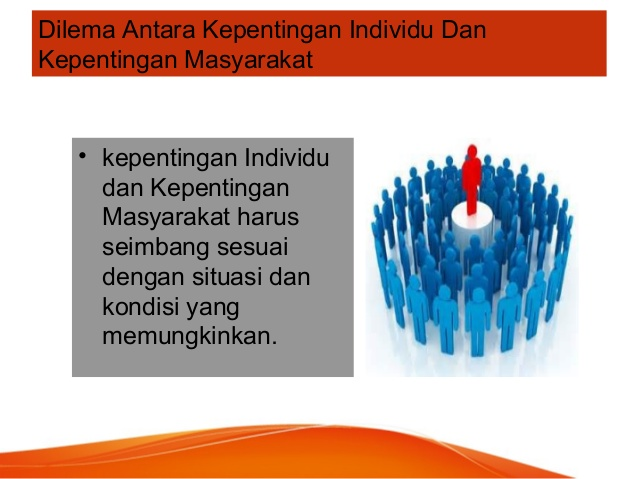 Dilema Antara Kepentingan Individu Dan
Kepentingan Masyarakat
• kepentingan Individu
dan Kepentingan
Masyarakat harus
seimbang sesuai
dengan situasi dan
kondisi yang
memungkinkan.